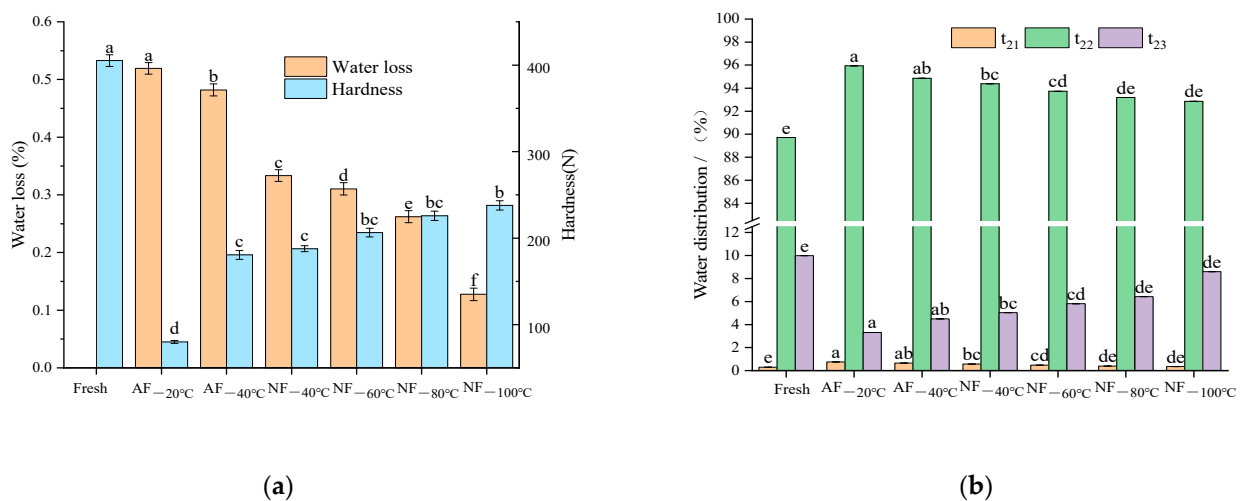 0.6
0.5
0.4
0.3
0.2
0.1
0.0
Water loss (%)
a
a
b
c
d
e
f
d
c
c
bc
bc
b
Water loss
Hardness
400
300
200
100
Hardness(N)
Fresh
AF−20℃
AF−40℃
NF−40℃
NF−60℃
NF−80℃
NF−100℃
(a)
100
98
96
94
92
90
88
86
84
10
8
6
4
2
0
Water distribution / （%）
t21
t22
t23
e
a
ab
bc
cd
de
de
e
a
ab
bc
cd
de
de
e
a
ab
bc
cd
de
de
Fresh
AF−20℃
AF−40℃
NF−40℃
NF−60℃
NF−80℃
NF−100℃
(b)